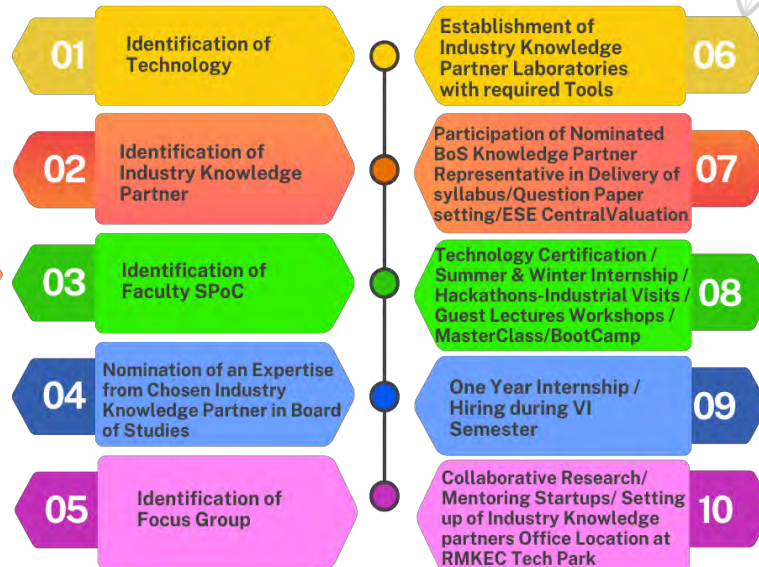 01
Identification of
Technology
02
Identification of
Industry Knowledge
Partner
03
Identification of
Faculty SPoC
04
Nomination of an Expertise
from Chosen Industry
Knowledge Partner in Board
of Studies
05
Identification of
Focus Group
Establishment of
Industry Knowledge
Partner Laboratories
with required Tools
06
Participation of Nominated
BoS Knowledge Partner
Representative in Delivery of
syllabus/Question Paper
setting/ESE CentralValuation
07
Technology Certification /
Summer & Winter Internship /
Hackathons-Industrial Visits /
Guest Lectures Workshops /
MasterClass/BootCamp
08
One Year Internship /
Hiring during VI
Semester
09
Collaborative Research/
Mentoring Startups/ Setting
up of Industry Knowledge
partners Office Location at
RMKEC Tech Park
10